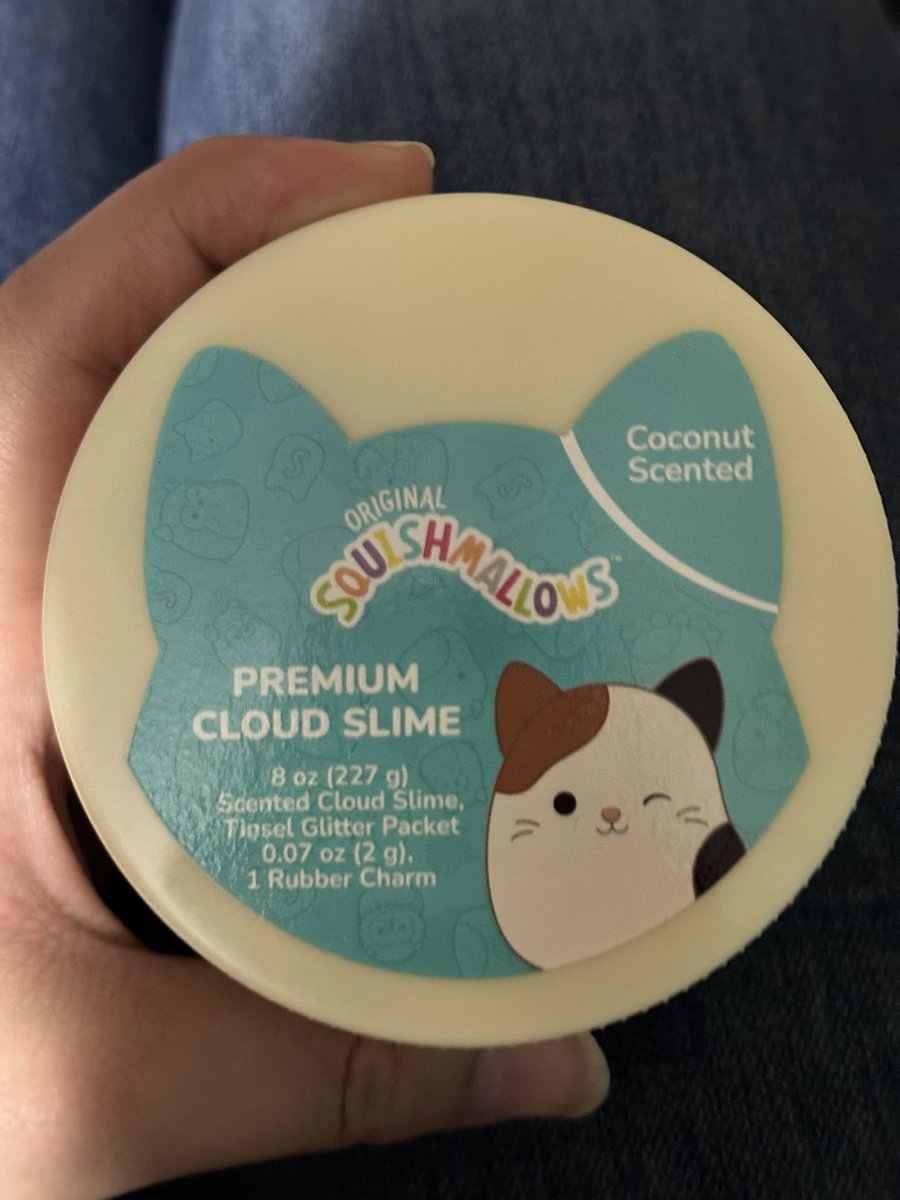 Coconut
Scented
ORIGINAL
SQUISHMALLOWS™
PREMIUM
CLOUD SLIME
8 oz (227 g)
Scented Cloud Slime,
Tinsel Glitter Packet
0.07 oz (2 g),
1 Rubber Charm